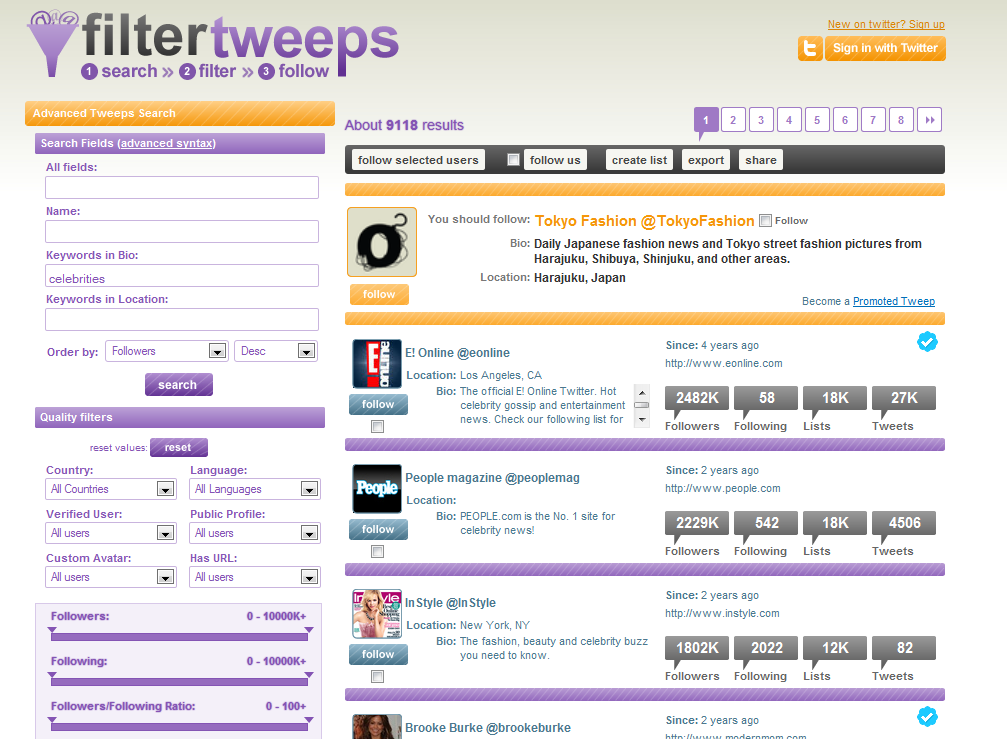 @@@
filtertweeps
1 search » 2 filter » 3 follow
New on twitter? Sign up
t Sign in with Twitter
Advanced Tweeps Search
Search Fields (advanced syntax)
All fields:
Name:
Keywords in Bio:
celebrities
Keywords in Location:
Order by: Followers Desc
search
Quality filters
reset values: reset
Country: Language:
All Countries All Languages
Verified User: Public Profile:
All users All users
Custom Avatar: Has URL:
All users All users
Followers: 0 - 10000K+
Following: 0 - 10000K+
Followers/Following Ratio: 0 - 100+
About 9118 results
1 2 3 4 5 6 7 8
follow selected users follow us create list export share
You should follow: Tokyo Fashion @TokyoFashion Follow
Bio: Daily Japanese fashion news and Tokyo street fashion pictures from
Harajuku, Shibuya, Shinjuku, and other areas.
Location: Harajuku, Japan
follow
Become a Promoted Tweep
E! ONLINE
E! Online @eonline
Location: Los Angeles, CA
Bio: The official E! Online Twitter. Hot
celebrity gossip and entertainment
news. Check our following list for
follow
Since: 4 years ago
http://www.eonline.com
2482K 58 18K 27K
Followers Following Lists Tweets
People
People magazine @peoplemag
Location:
Bio: PEOPLE.com is the No. 1 site for
celebrity news!
follow
Since: 2 years ago
http://www.people.com
2229K 542 18K 4506
Followers Following Lists Tweets
InStyle
InStyle @InStyle
Location: New York, NY
Bio: The fashion, beauty and celebrity buzz
you need to know.
follow
Since: 2 years ago
http://www.instyle.com
1802K 2022 12K 82
Followers Following Lists Tweets
Brooke Burke @brookeburke
Since: 2 years ago
http://www.modernmom.com